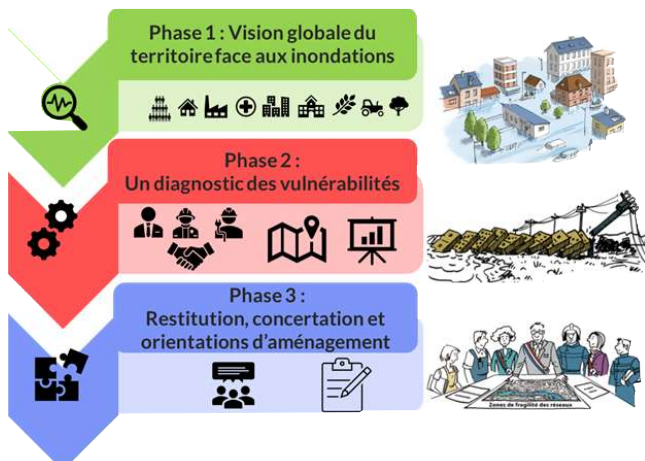 Phase 1 : Vision globale du
territoire face aux inondations
Phase 2 :
Un diagnostic des vulnérabilités
Phase 3 :
Restitution, concertation et
orientations d’aménagement
Zones de fragilité des réseaux